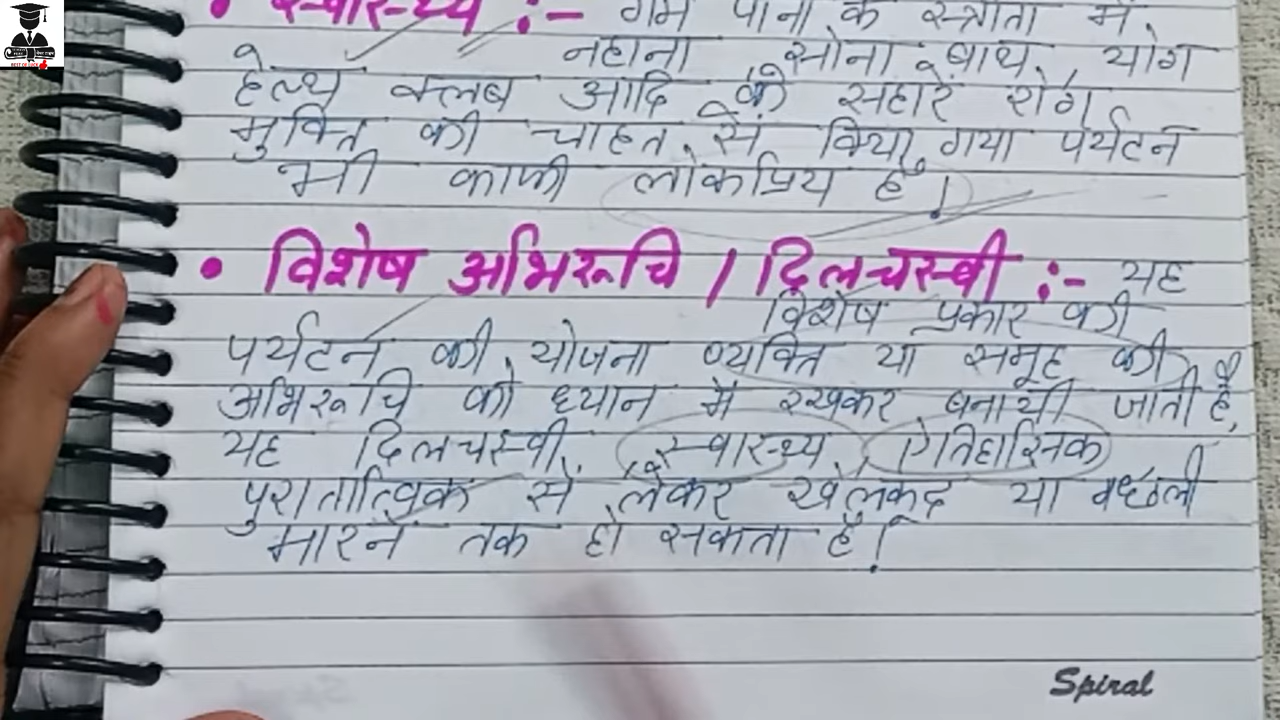 • स्वास्थ्य :- गर्म पानी के स्त्रोतों में
नहाना, सोना बाथ, योग
हेल्थ क्लब आदि के सहारे रोग
मुक्ति की चाहत से किया गया पर्यटन
भी काफी लोकप्रिय है।
• विशेष अभिरूचि / दिलचस्पी :- यह
विशेष प्रकार की
पर्यटन की योजना व्यक्ति या समूह की
अभिरूचि को ध्यान में रखकर बनायी जाती है,
यह दिलचस्पी, स्वास्थ्य, ऐतिहासिक
पुरातात्विक से लेकर खेलकूद या मछली
मारने तक हो सकता है।
Spiral